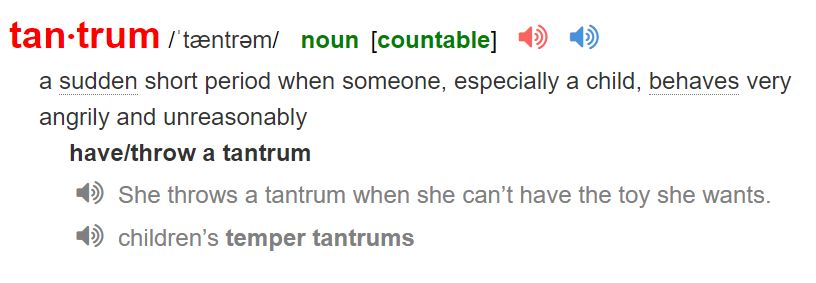 tan·trum /ˈtæntrəm/ noun [countable]
a sudden short period when someone, especially a child, behaves very
angrily and unreasonably
have/throw a tantrum
She throws a tantrum when she can’t have the toy she wants.
children’s temper tantrums